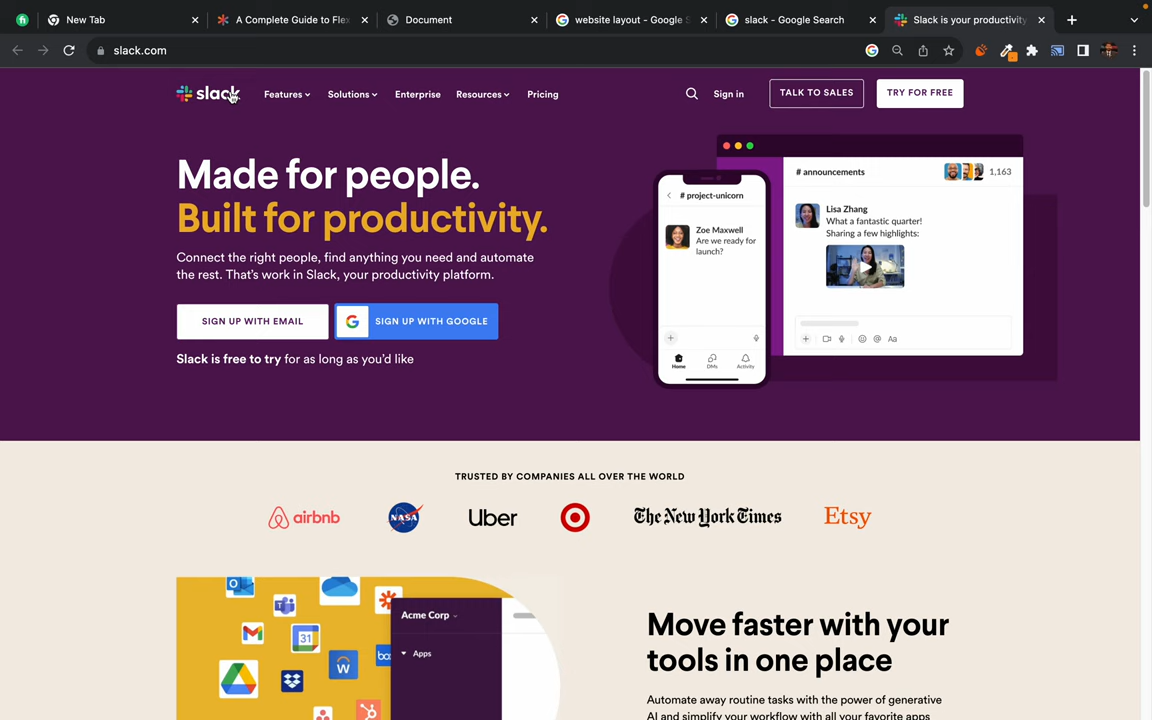 New Tab
A Complete Guide to Flex
Document
website layout - Google S
slack - Google Search
Slack is your productivity
slack.com
slack
Features
Solutions
Enterprise
Resources
Pricing
Sign in
TALK TO SALES
TRY FOR FREE
Made for people.
Built for productivity.
Connect the right people, find anything you need and automate
the rest. That’s work in Slack, your productivity platform.
SIGN UP WITH EMAIL
SIGN UP WITH GOOGLE
Slack is free to try for as long as you’d like
# project-unicorn
Zoe Maxwell
Are we ready for
launch?
Home
DMs
Activity
# announcements
1,163
Lisa Zhang
What a fantastic quarter!
Sharing a few highlights:
Aa
TRUSTED BY COMPANIES ALL OVER THE WORLD
airbnb
NASA
Uber
The New York Times
Etsy
31
Acme Corp
Apps
Move faster with your
tools in one place
Automate away routine tasks with the power of generative
AI and simplify your workflow with all your favorite apps